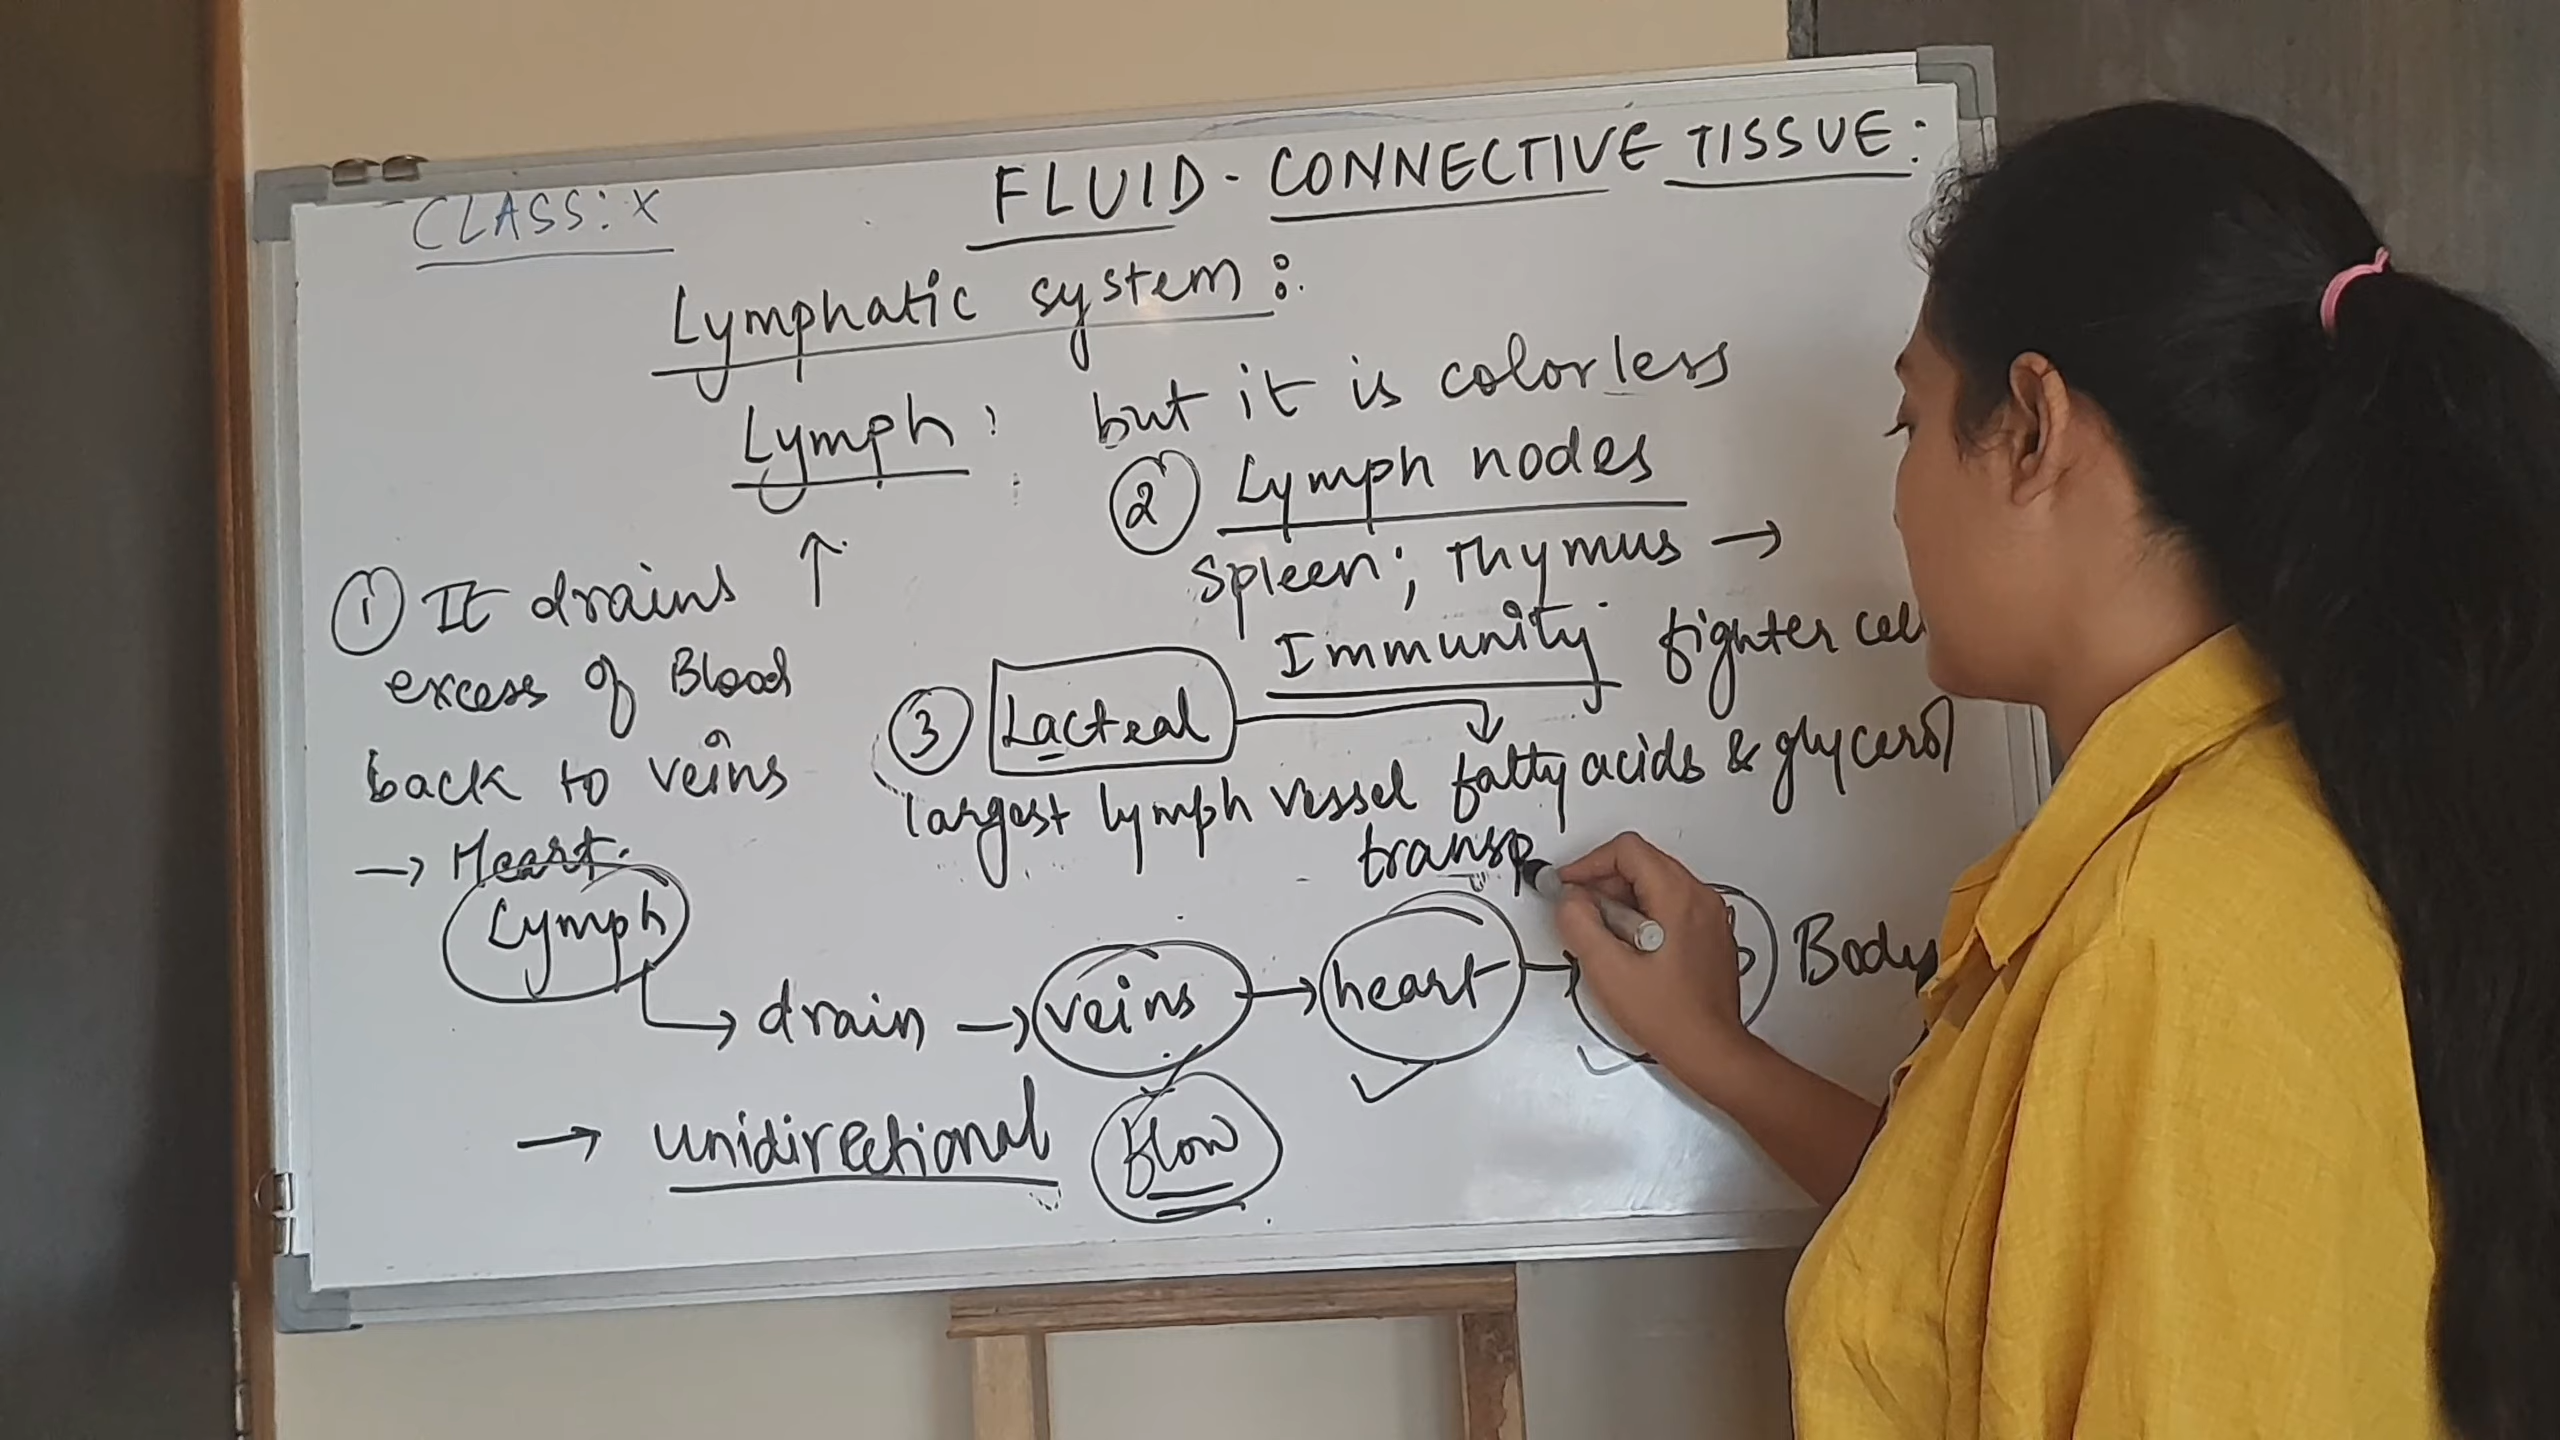 CLASS: X
FLUID - CONNECTIVE TISSUE:
Lymphatic system:
Lymph: but it is colorless
② Lymph nodes
Spleen; Thymus →
Immunity fighter cel
① It drains ↑
excess of Blood
back to veins
→ Heart.
③ Lacteal
largest lymph vessel fatty acids & glycerol
transp
Lymph
→ drain → veins → heart → Body
→ unidirectional flow